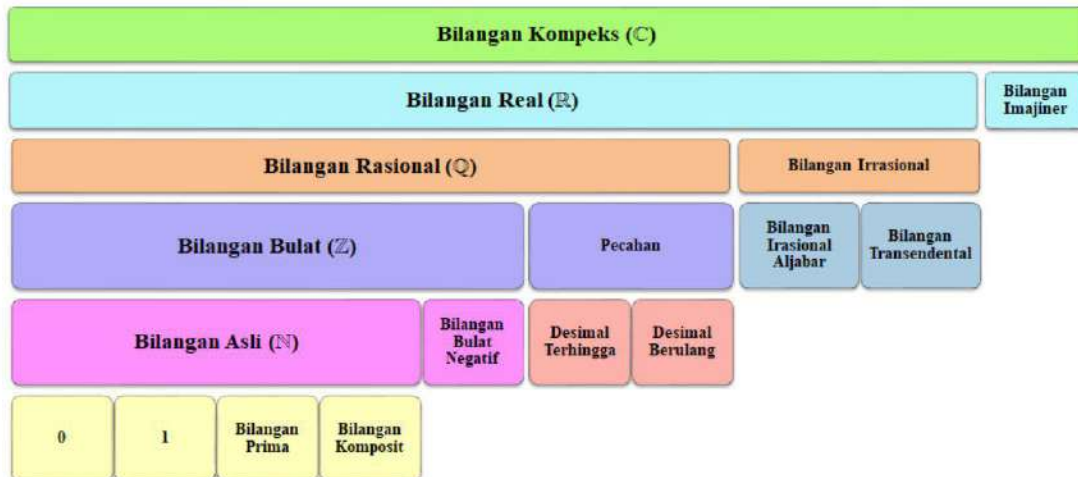 Bilangan Kompeks (ℂ)
Bilangan Real (ℝ)
Bilangan
Imajiner
Bilangan Rasional (ℚ)
Bilangan Irrasional
Bilangan Bulat (ℤ)
Pecahan
Bilangan
Irasional
Aljabar
Bilangan
Transendental
Bilangan Asli (ℕ)
Bilangan
Bulat
Negatif
Desimal
Terhingga
Desimal
Berulang
0
1
Bilangan
Prima
Bilangan
Komposit